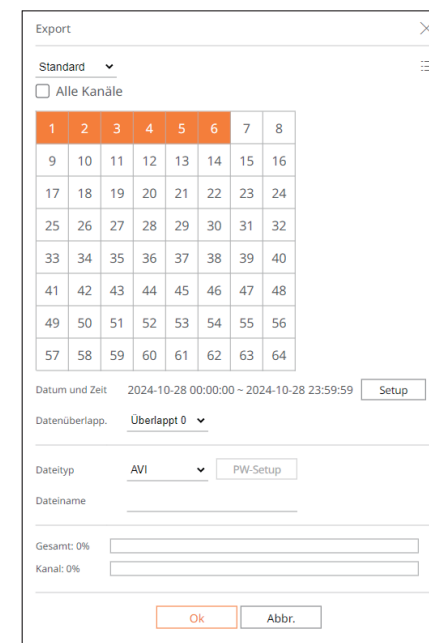 Export
Standard
Alle Kanäle
1 2 3 4 5 6 7 8
9 10 11 12 13 14 15 16
17 18 19 20 21 22 23 24
25 26 27 28 29 30 31 32
33 34 35 36 37 38 39 40
41 42 43 44 45 46 47 48
49 50 51 52 53 54 55 56
57 58 59 60 61 62 63 64
Datum und Zeit 2024-10-28 00:00:00 ~ 2024-10-28 23:59:59 Setup
Datenüberlapp. Überlappt 0
Dateityp AVI PW-Setup
Dateiname
Gesamt: 0%
Kanal: 0%
Ok Abbr.